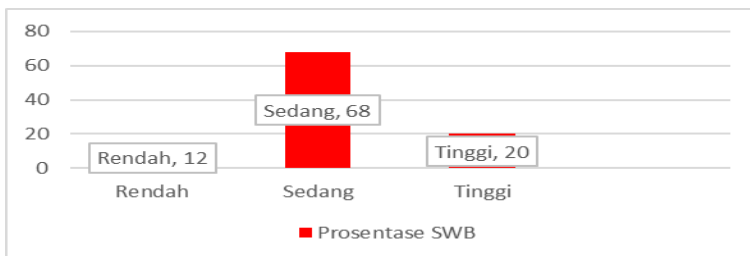 80
60
40
20
0
Sedang, 68
Rendah, 12
Tinggi, 20
Rendah
Sedang
Tinggi
Prosentase SWB